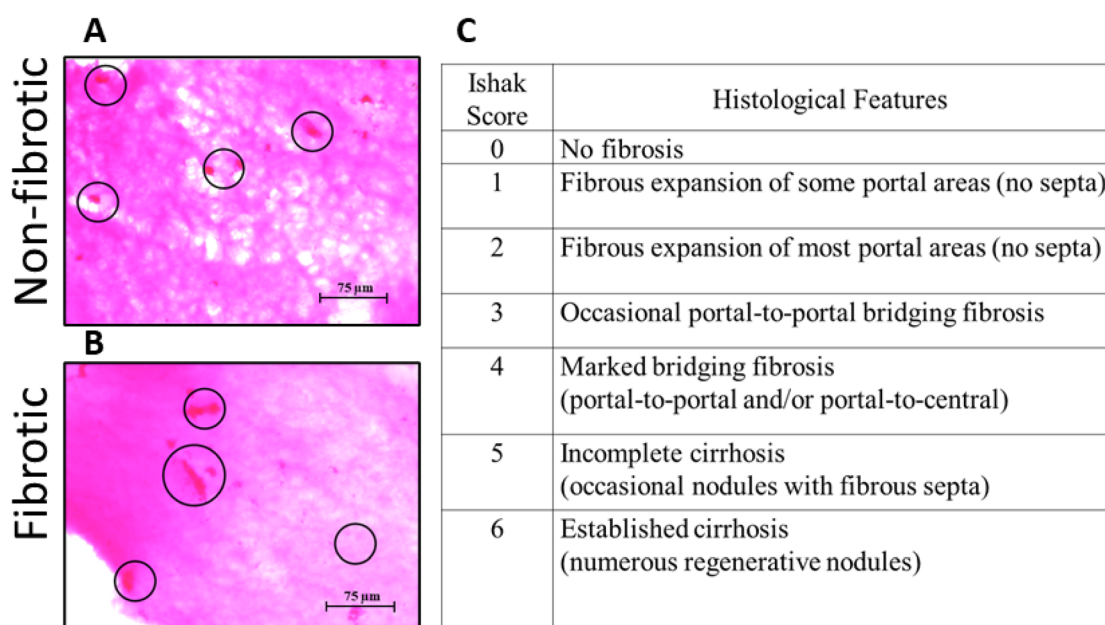 A
Non-fibrotic
75 µm
B
Fibrotic
75 µm
C
Ishak
Score
Histological Features
0
No fibrosis
1
Fibrous expansion of some portal areas (no septa)
2
Fibrous expansion of most portal areas (no septa)
3
Occasional portal-to-portal bridging fibrosis
4
Marked bridging fibrosis
(portal-to-portal and/or portal-to-central)
5
Incomplete cirrhosis
(occasional nodules with fibrous septa)
6
Established cirrhosis
(numerous regenerative nodules)